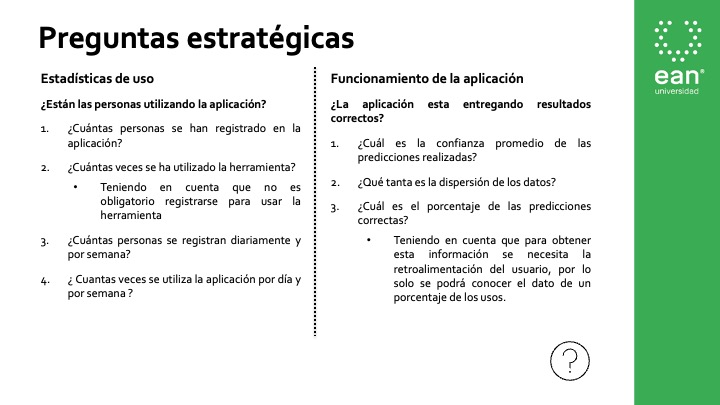 Preguntas estratégicas
Estadísticas de uso
¿Están las personas utilizando la aplicación?
1. ¿Cuántas personas se han registrado en la
aplicación?
2. ¿Cuántas veces se ha utilizado la herramienta?
• Teniendo en cuenta que no es
obligatorio registrarse para usar la
herramienta
3. ¿Cuántas personas se registran diariamente y
por semana?
4. ¿ Cuantas veces se utiliza la aplicación por día y
por semana ?
Funcionamiento de la aplicación
¿La aplicación esta entregando resultados
correctos?
1. ¿Cuál es la confianza promedio de las
predicciones realizadas?
2. ¿Qué tanta es la dispersión de los datos?
3. ¿Cuál es el porcentaje de las predicciones
correctas?
• Teniendo en cuenta que para obtener
esta información se necesita la
retroalimentación del usuario, por lo
solo se podrá conocer el dato de un
porcentaje de los usos.
?
ean®
universidad